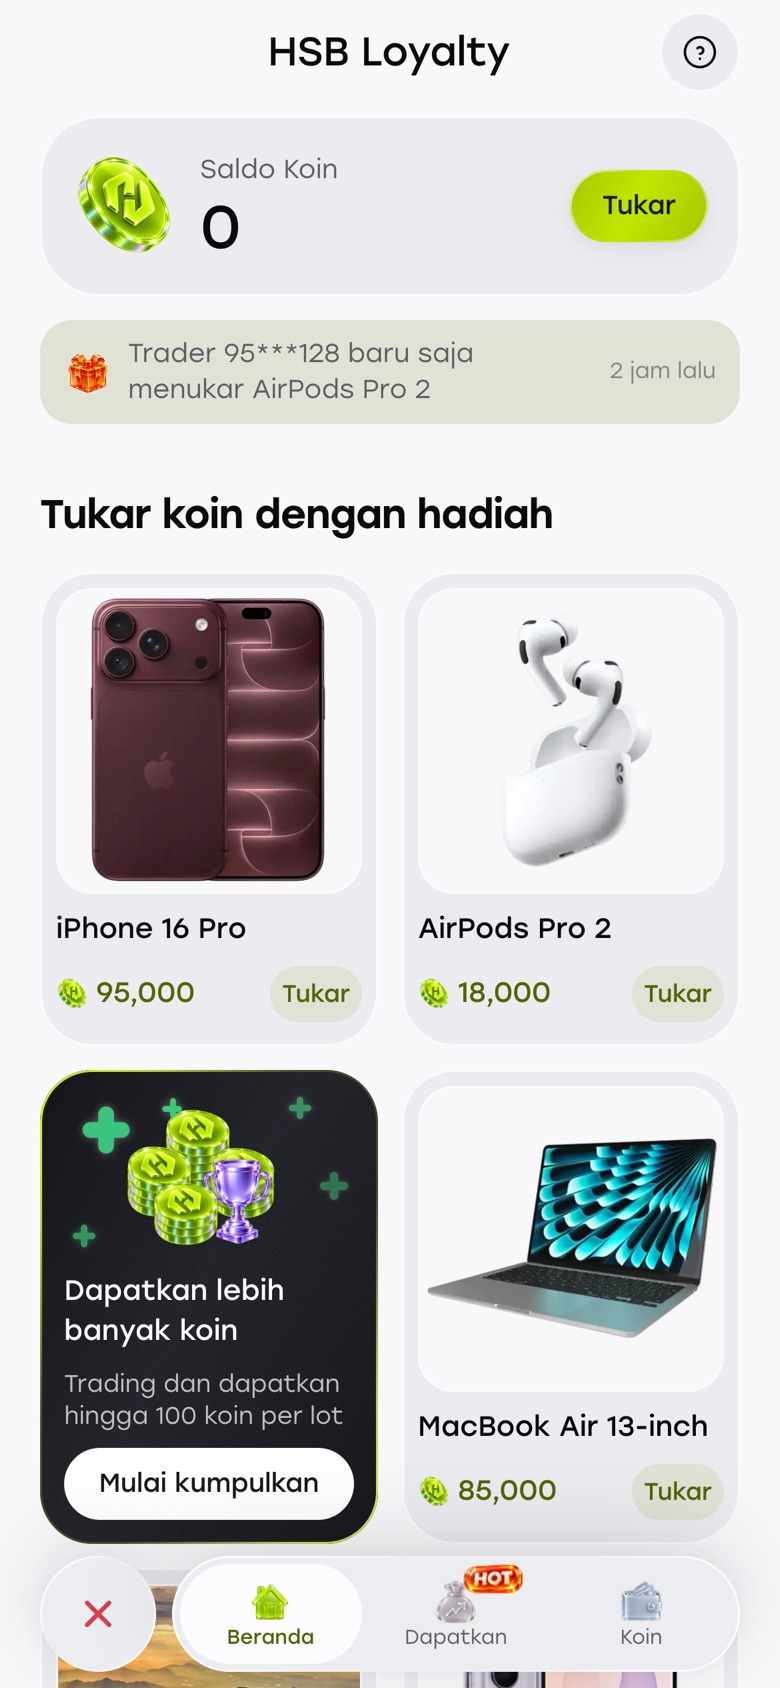 HSB Loyalty
Saldo Koin
0
Tukar
Trader 95***128 baru saja
menukar AirPods Pro 2
2 jam lalu
Tukar koin dengan hadiah
iPhone 16 Pro
95,000
Tukar
AirPods Pro 2
18,000
Tukar
Dapatkan lebih
banyak koin
Trading dan dapatkan
hingga 100 koin per lot
Mulai kumpulkan
MacBook Air 13-inch
85,000
Tukar
Beranda
HOT
Dapatkan
Koin